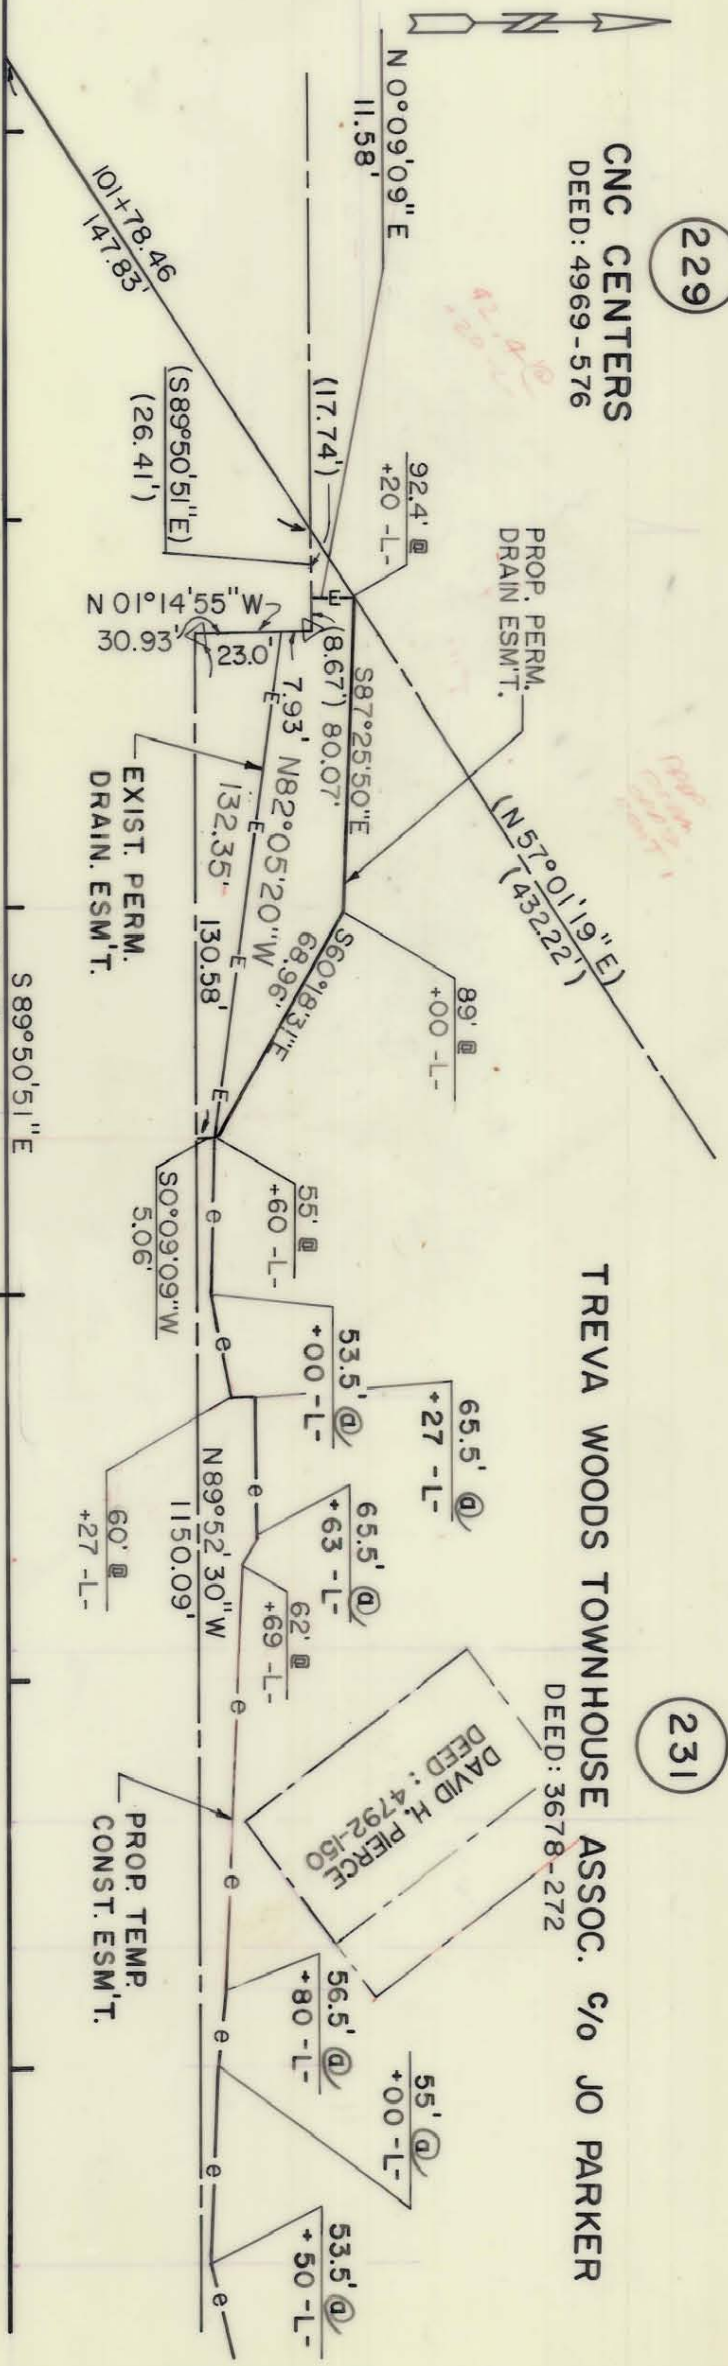 229
CNC CENTERS
DEED: 4969-576
N 0°09'09" E
11.58'
101+78.46
147.83'
(S89°50'51"E)
(26.41')
(17.74')
92.4' @
+20 -L-
PROP. PERM.
DRAIN ESM'T.
N 01°14'55" W
30.93'
23.0'
E
(8.67')
7.93'
S87°25'50"E
80.07'
(N 57°01'19" E)
(432.22')
EXIST. PERM.
DRAIN. ESM'T.
N82°05'20"W
132.35'
E
E
E
E
130.58'
S60°18'31"E
68.96'
89' @
+00 -L-
S 89°50'51"E
S0°09'09"W
5.06'
55' @
+60 -L-
e
e
53.5' @
+00 -L-
65.5' @
+27 -L-
60' @
+27 -L-
e
65.5' @
+63 -L-
62' @
+69 -L-
N89°52'30"W
1150.09'
231
TREVA WOODS TOWNHOUSE ASSOC. c/o JO PARKER
DEED: 3678-272
DAVID H. PIERCE
DEED: 4792-150
PROP. TEMP.
CONST. ESM'T.
e
e
e
e
e
56.5' @
+80 -L-
55' @
+00 -L-
53.5' @
+50 -L-